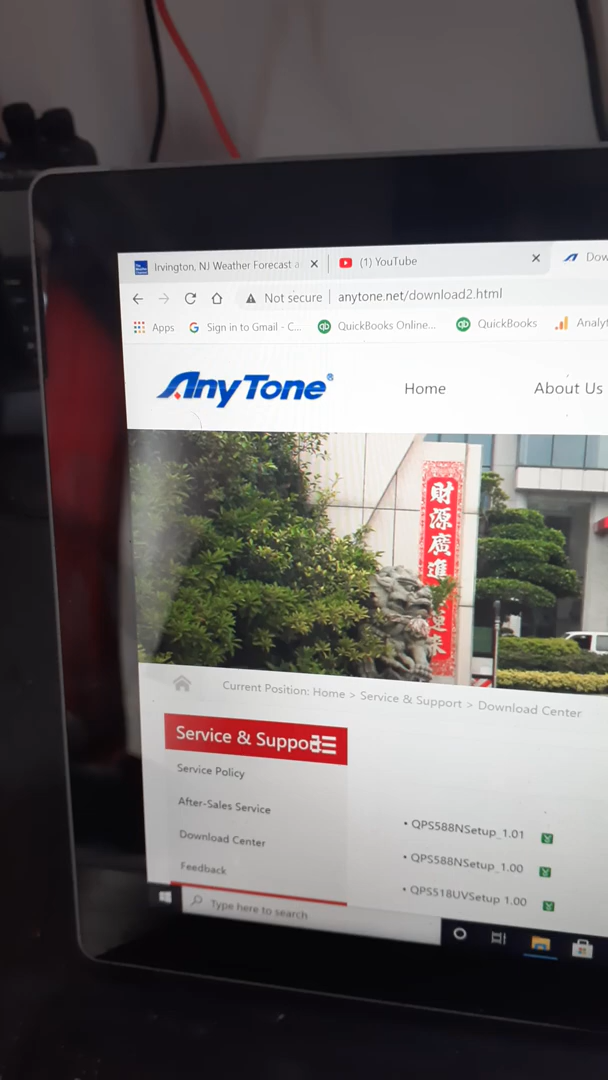 Irvington, NJ Weather Forecast a
(1) YouTube
Dow
Not secure | anytone.net/download2.html
Apps
Sign in to Gmail - C...
QuickBooks Online...
QuickBooks
Analyt
AnyTone®
Home
About Us
財源廣進
Current Position: Home > Service & Support > Download Center
Service & Suppo
Service Policy
After-Sales Service
Download Center
Feedback
• QPS588NSetup_1.01
• QPS588NSetup_1.00
• QPS518UVSetup 1.00
Type here to search